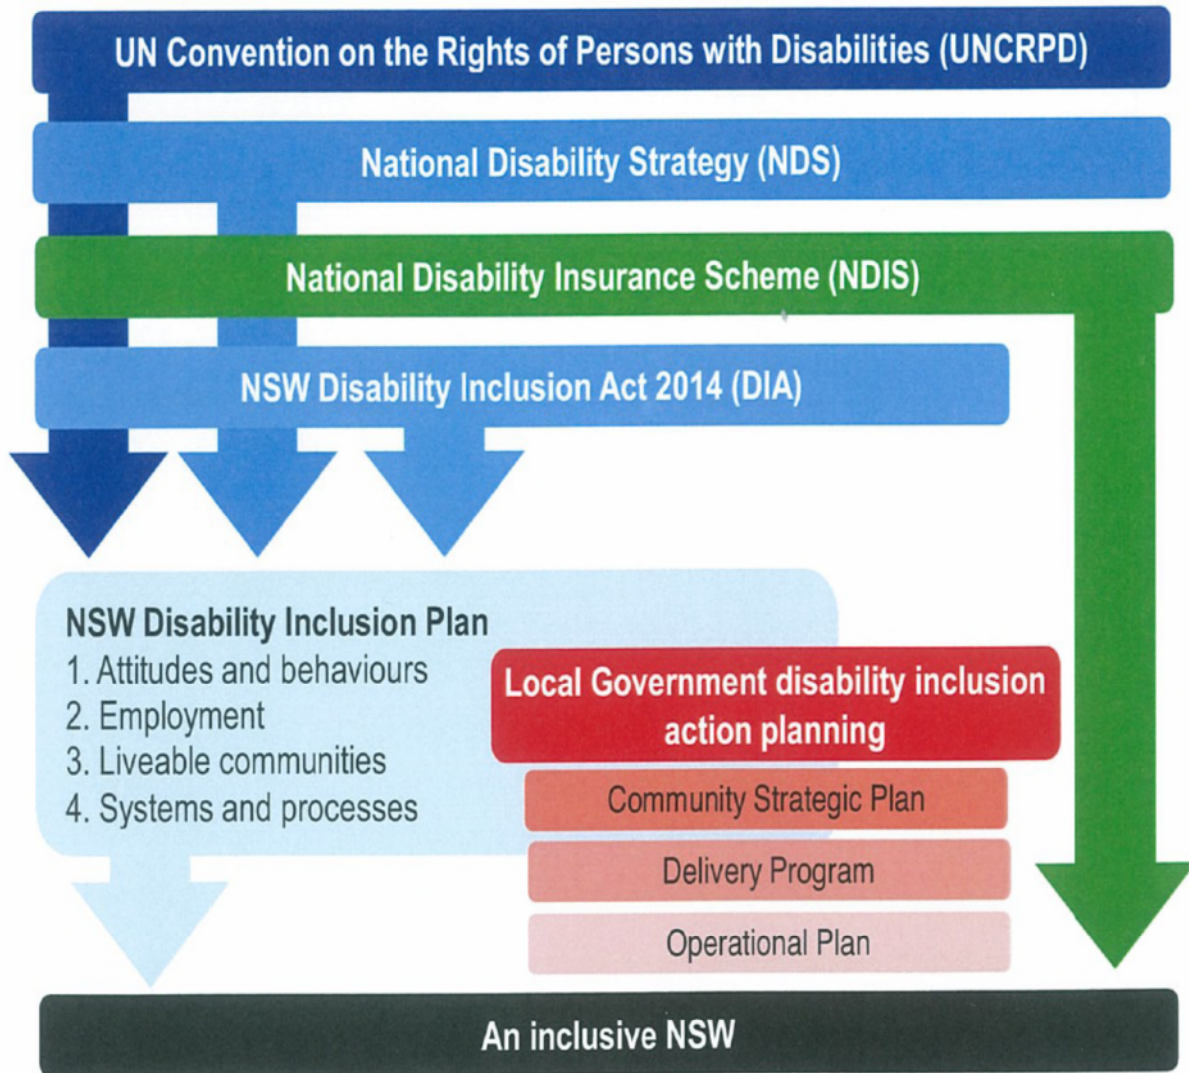 UN Convention on the Rights of Persons with Disabilities (UNCRPD)
National Disability Strategy (NDS)
National Disability Insurance Scheme (NDIS)
NSW Disability Inclusion Act 2014 (DIA)
NSW Disability Inclusion Plan
1. Attitudes and behaviours
2. Employment
3. Liveable communities
4. Systems and processes
Local Government disability inclusion
action planning
Community Strategic Plan
Delivery Program
Operational Plan
An inclusive NSW